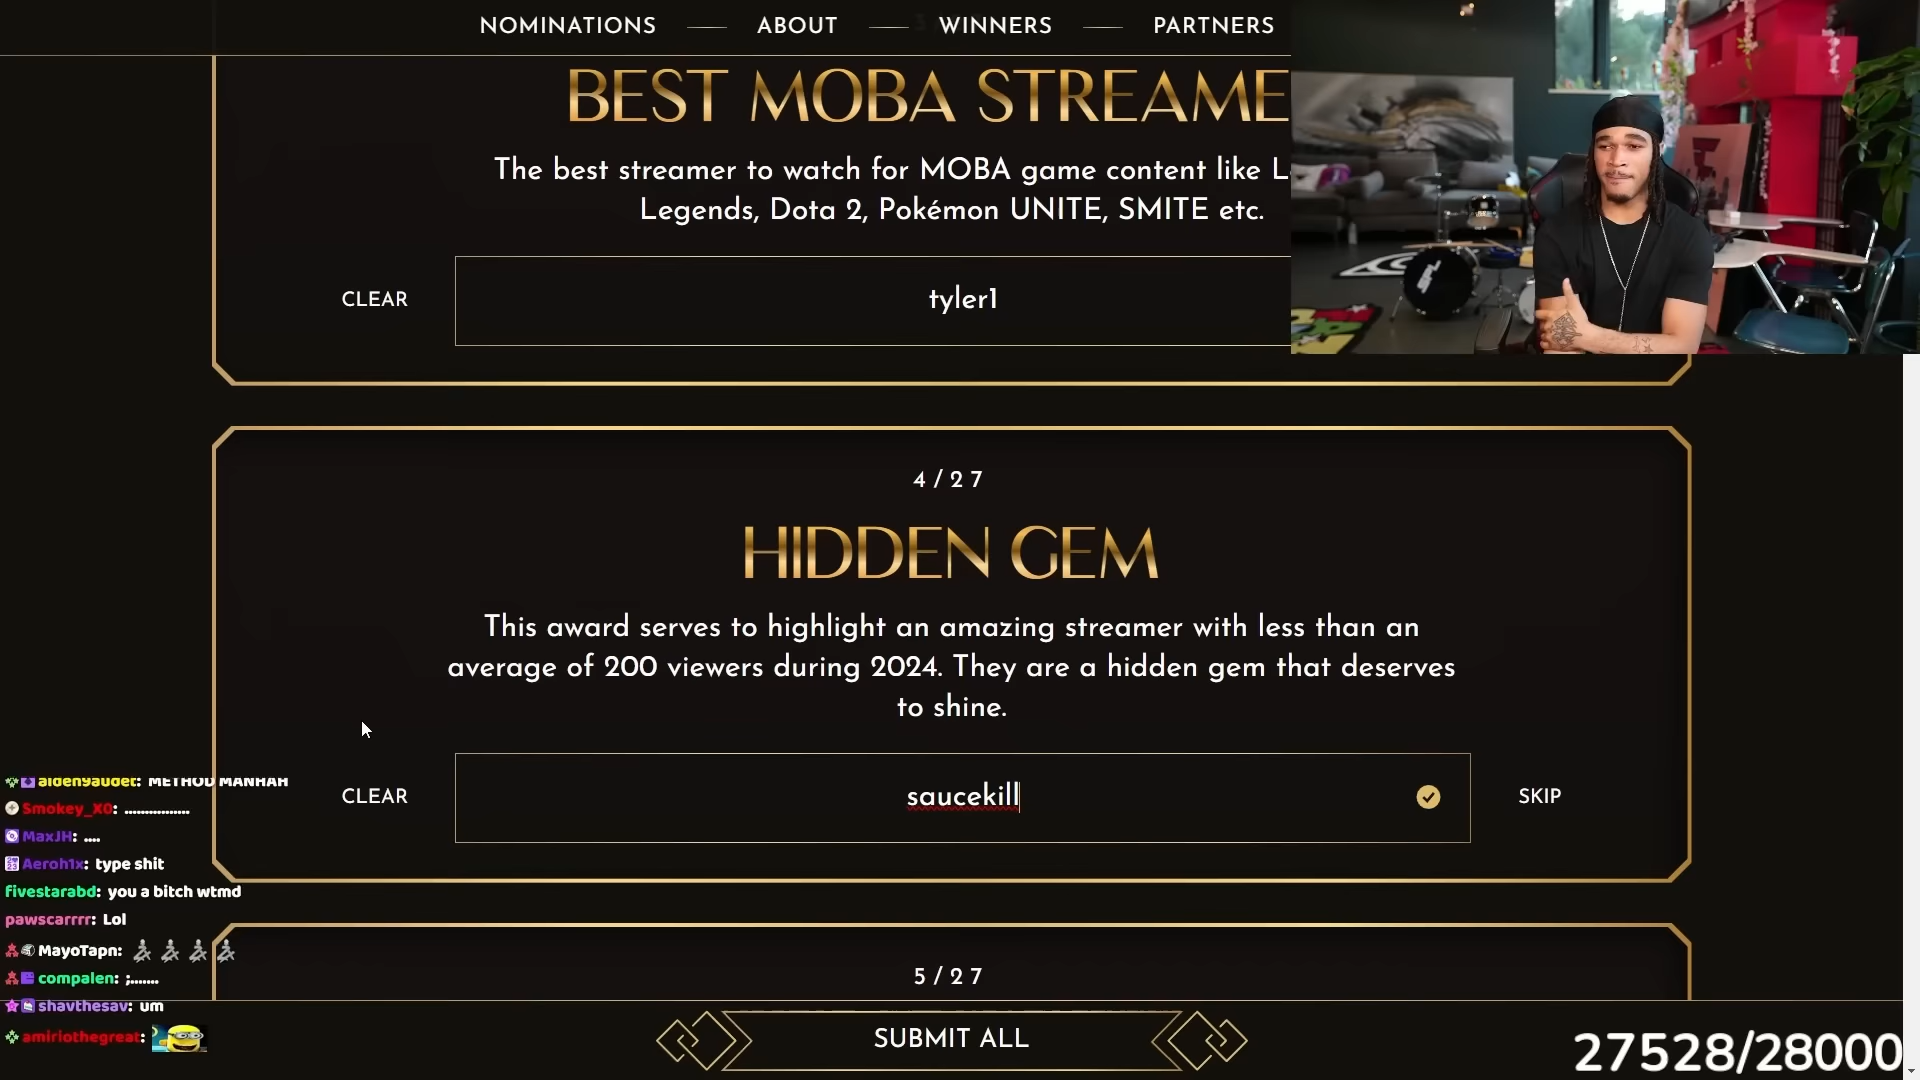 NOMINATIONS
ABOUT
WINNERS
PARTNERS
BEST MOBA STREAME
The best streamer to watch for MOBA game content like L
Legends, Dota 2, Pokémon UNITE, SMITE etc.
CLEAR
tyler1
4/27
HIDDEN GEM
This award serves to highlight an amazing streamer with less than an
average of 200 viewers during 2024. They are a hidden gem that deserves
to shine.
CLEAR
saucekill
SKIP
5/27
SUBMIT ALL
aiden9audet: METHOD MANHAH
Smokey_X0: ................
MaxJH: ....
Aeroh1x: type shit
fivestarabd: you a bitch wtmd
pawscarrrr: Lol
MayoTapn:
compalen: ;.......
shavthesav: um
amiriothegreat:
27528/28000